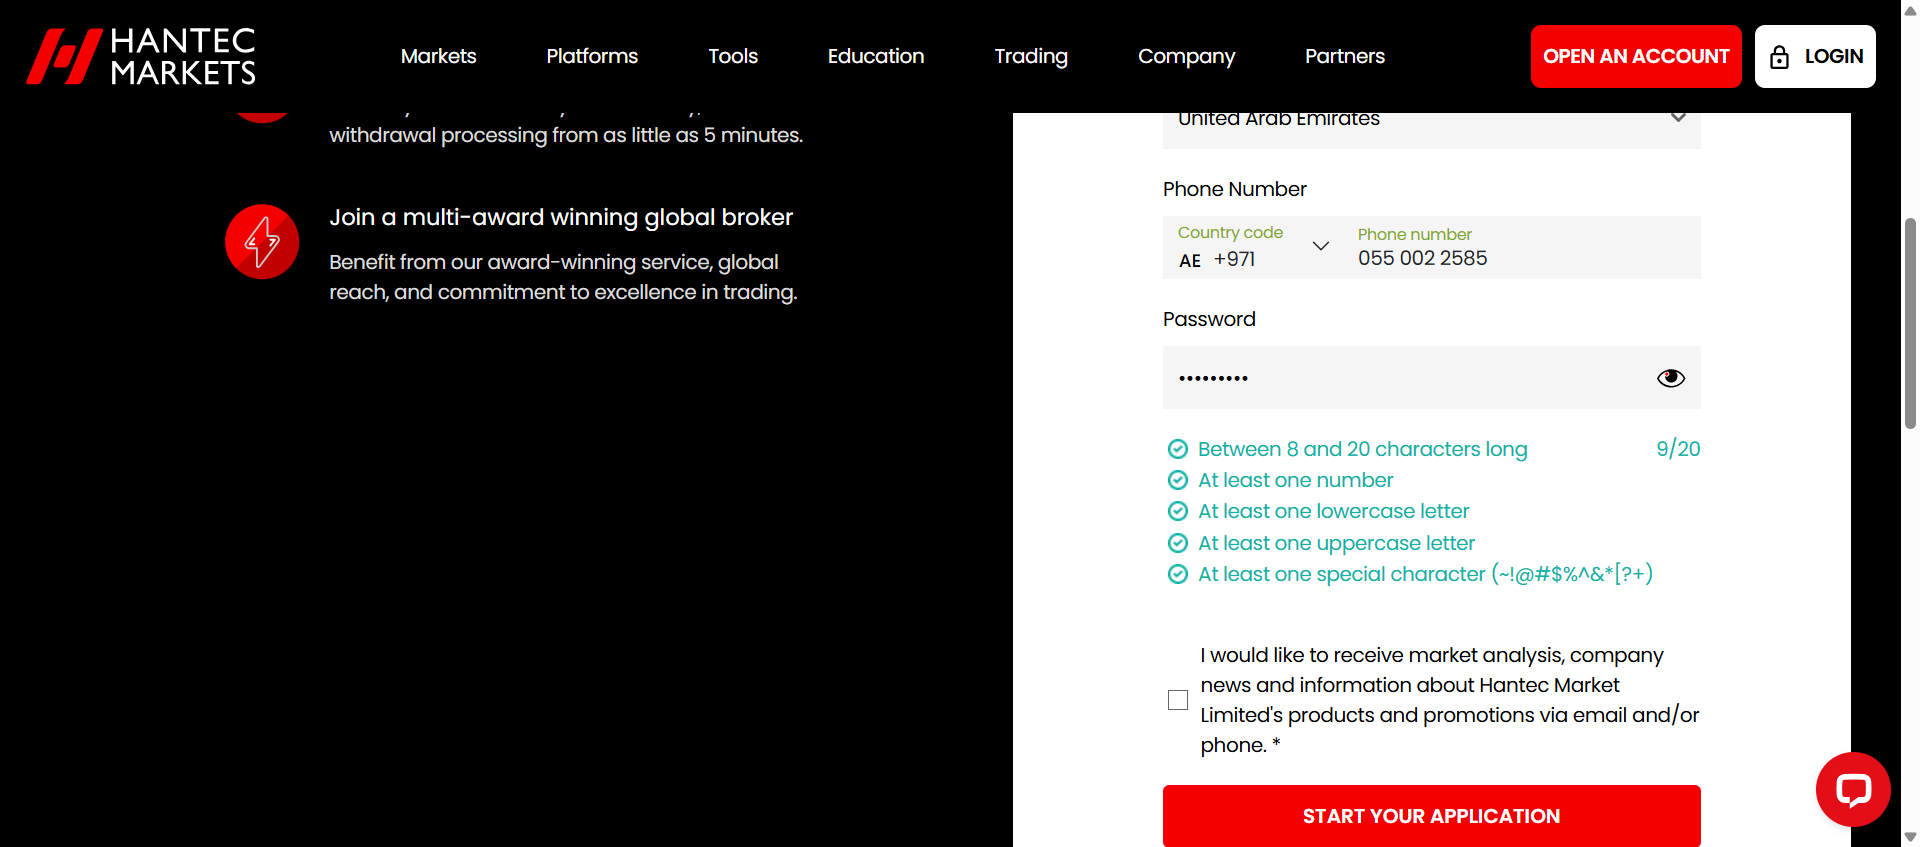 HANTEC
MARKETS
Markets
Platforms
Tools
Education
Trading
Company
Partners
OPEN AN ACCOUNT
LOGIN
withdrawal processing from as little as 5 minutes.
Join a multi-award winning global broker
Benefit from our award-winning service, global
reach, and commitment to excellence in trading.
United Arab Emirates
Phone Number
Country code
AE +971
Phone number
055 002 2585
Password
Between 8 and 20 characters long 9/20
At least one number
At least one lowercase letter
At least one uppercase letter
At least one special character (~!@#$%^&*[?+)
I would like to receive market analysis, company
news and information about Hantec Market
Limited's products and promotions via email and/or
phone. *
START YOUR APPLICATION